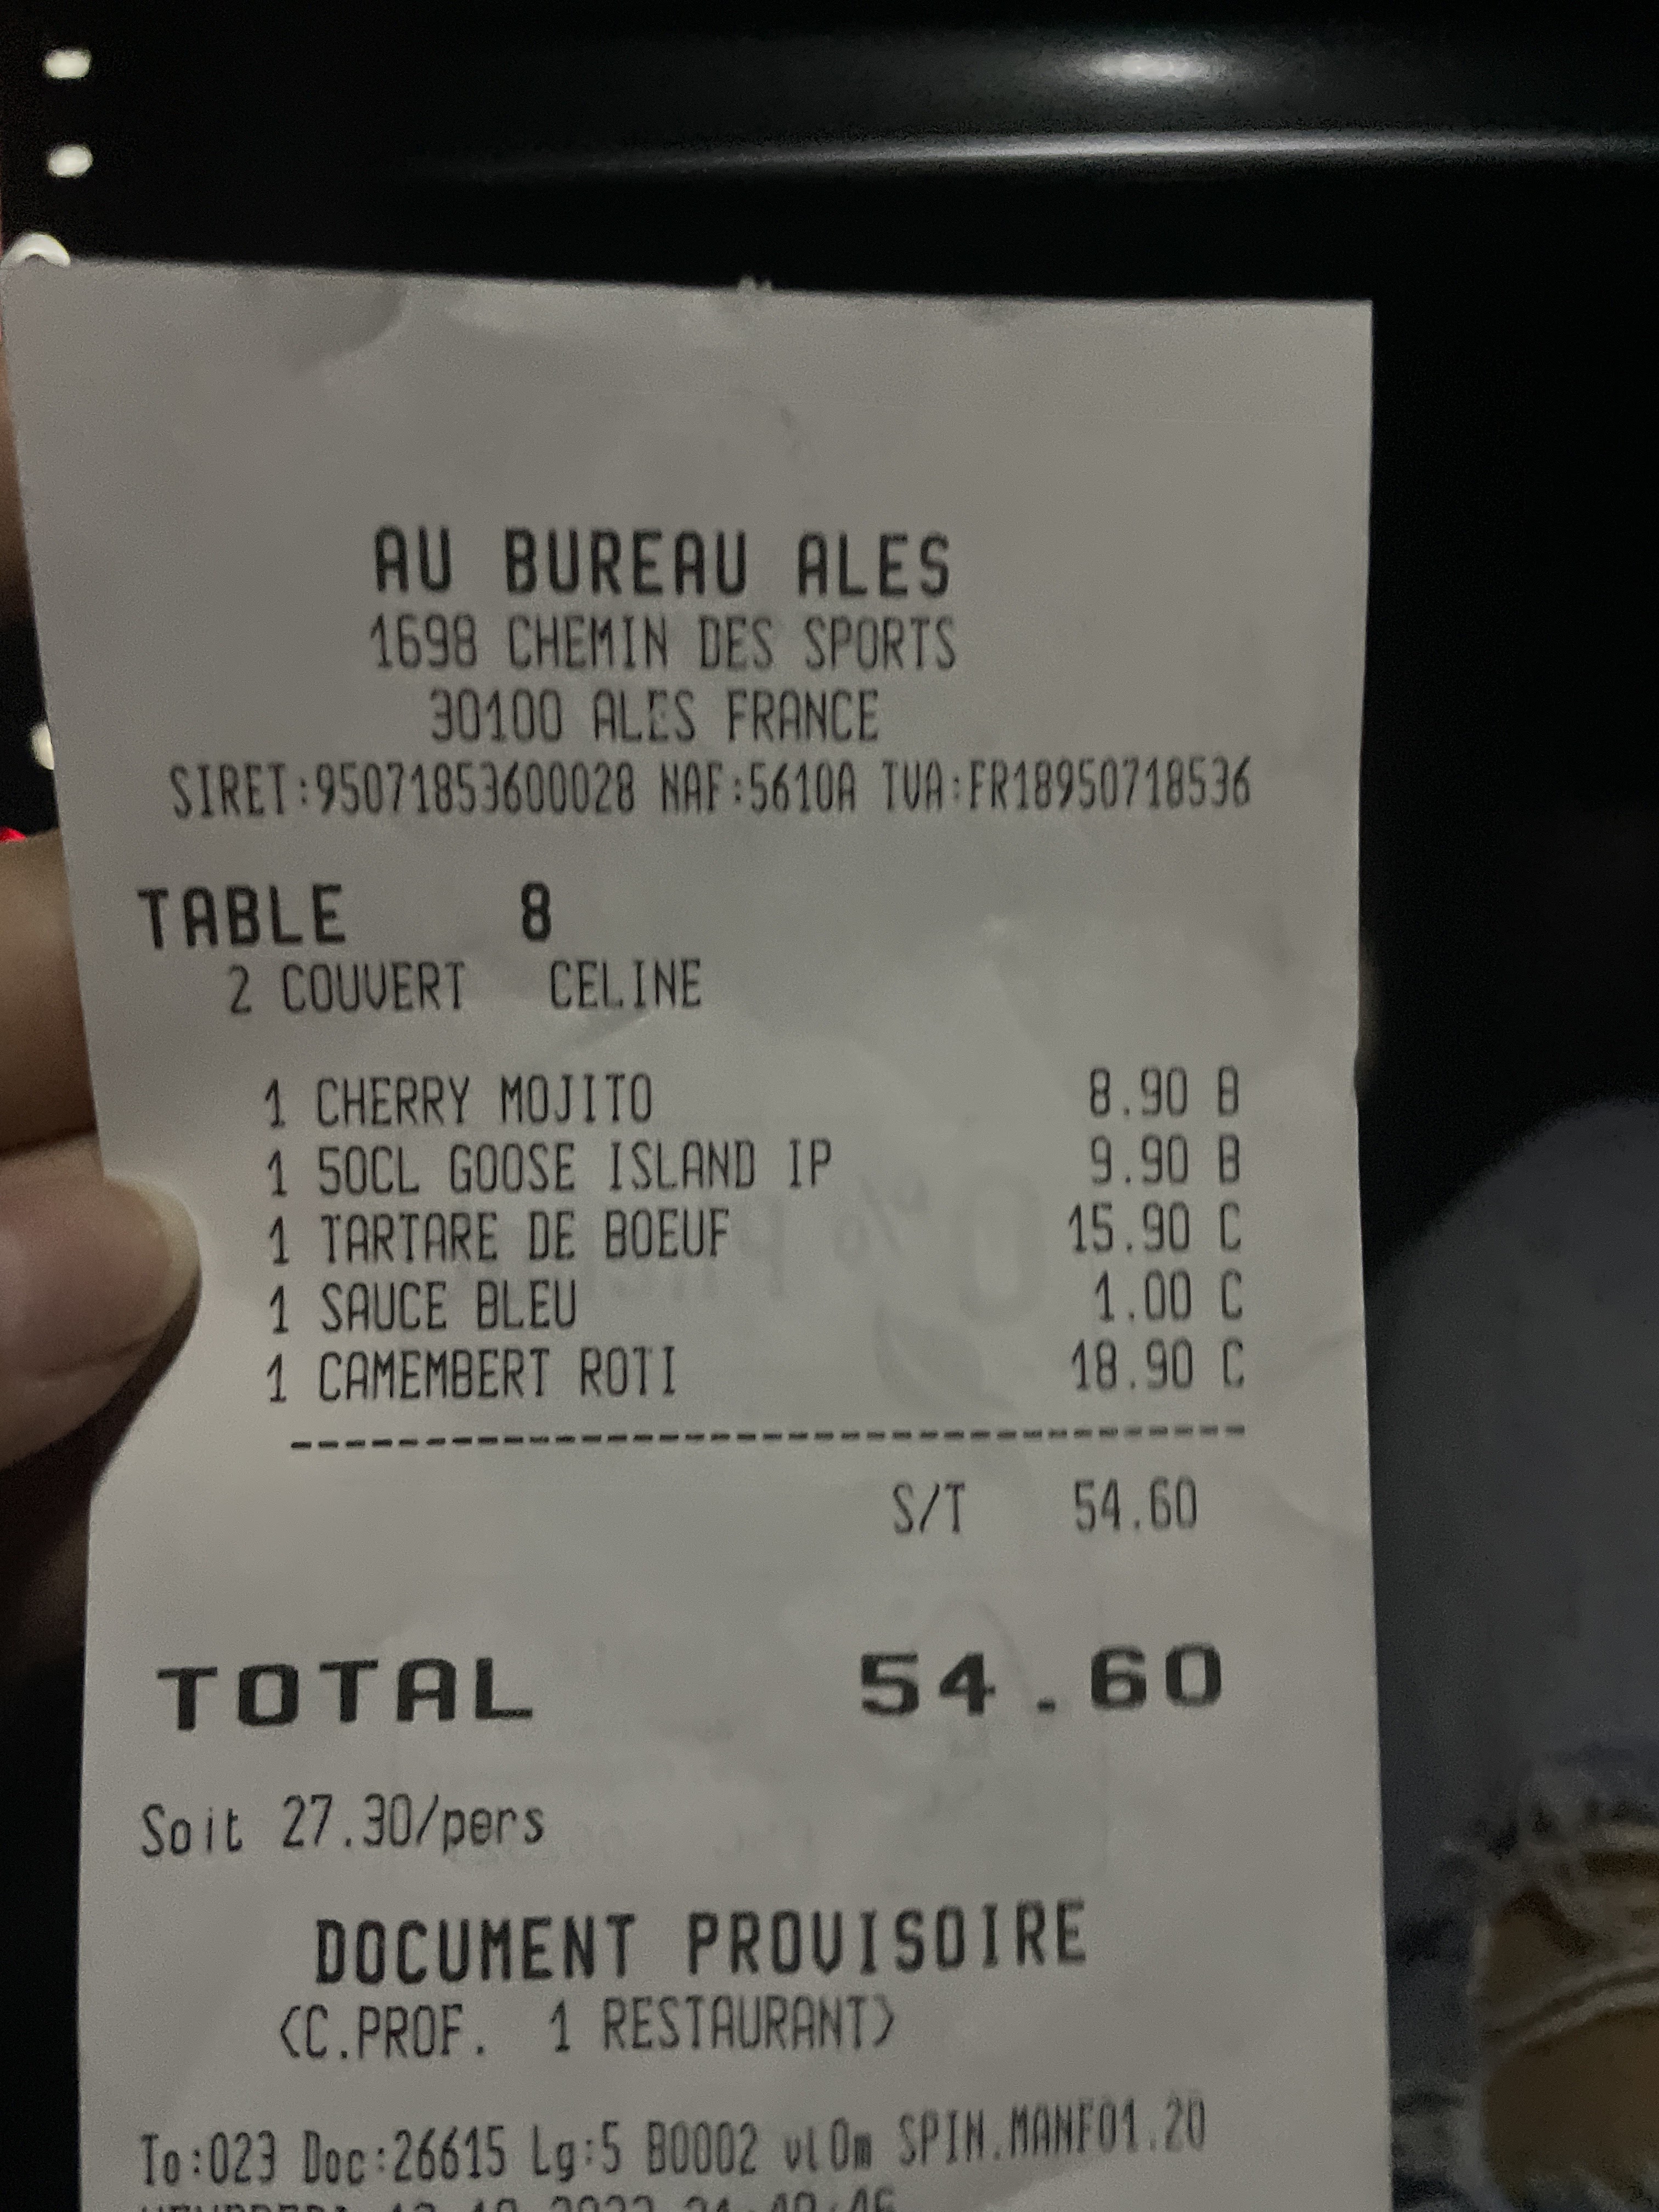 AU BUREAU ALES
1698 CHEMIN DES SPORTS
30100 ALES FRANCE
SIRET:95071853600028 NAF:5610A TVA:FR18950718536
TABLE 8
2 COUVERT CELINE
1 CHERRY MOJITO 8.90 B
1 50CL GOOSE ISLAND IP 9.90 B
1 TARTARE DE BOEUF 15.90 C
1 SAUCE BLEU 1.00 C
1 CAMEMBERT ROTI 18.90 C
S/T 54.60
TOTAL 54.60
Soit 27.30/pers
DOCUMENT PROVISOIRE
<C.PROF. 1 RESTAURANT>
To:023 Doc:26615 Lg:5 B0002 vl0m SPIN.MANF01.20